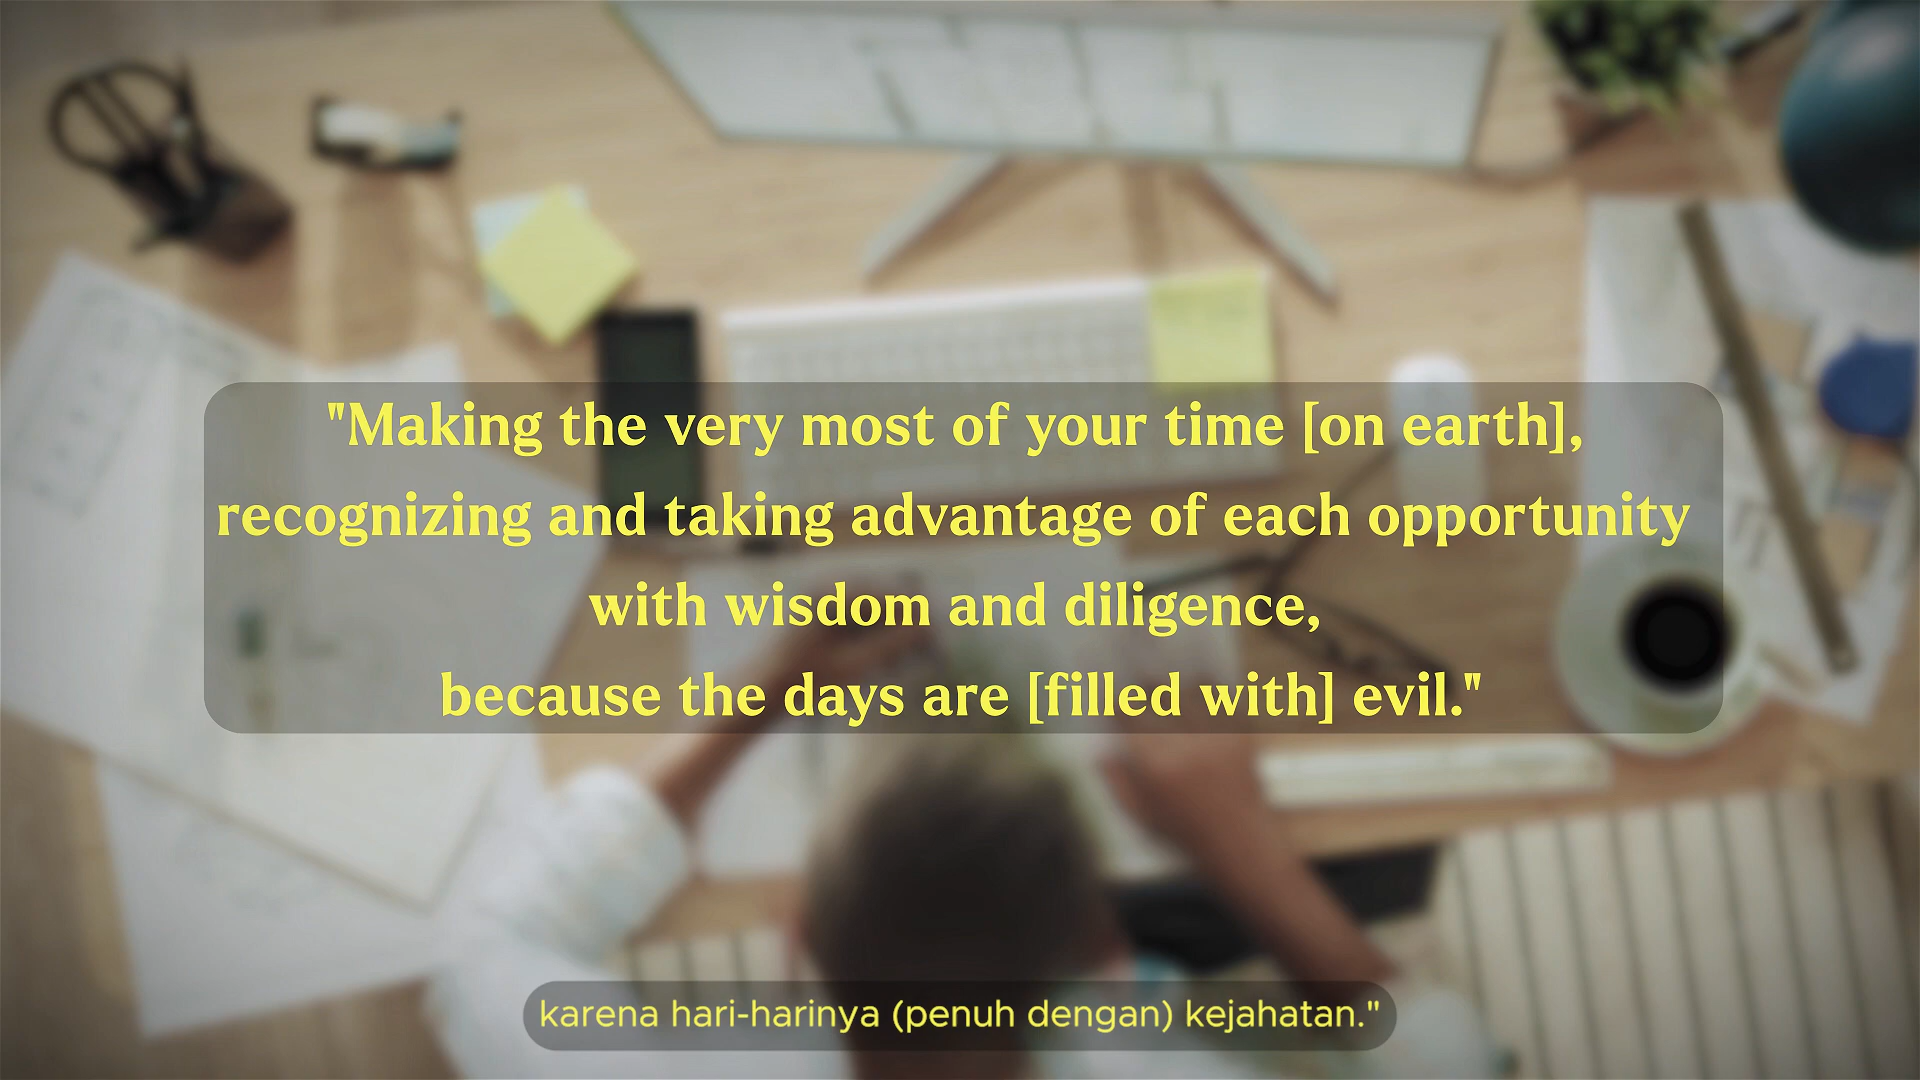 "Making the very most of your time [on earth],
recognizing and taking advantage of each opportunity
with wisdom and diligence,
because the days are [filled with] evil."
karena hari-harinya (penuh dengan) kejahatan."